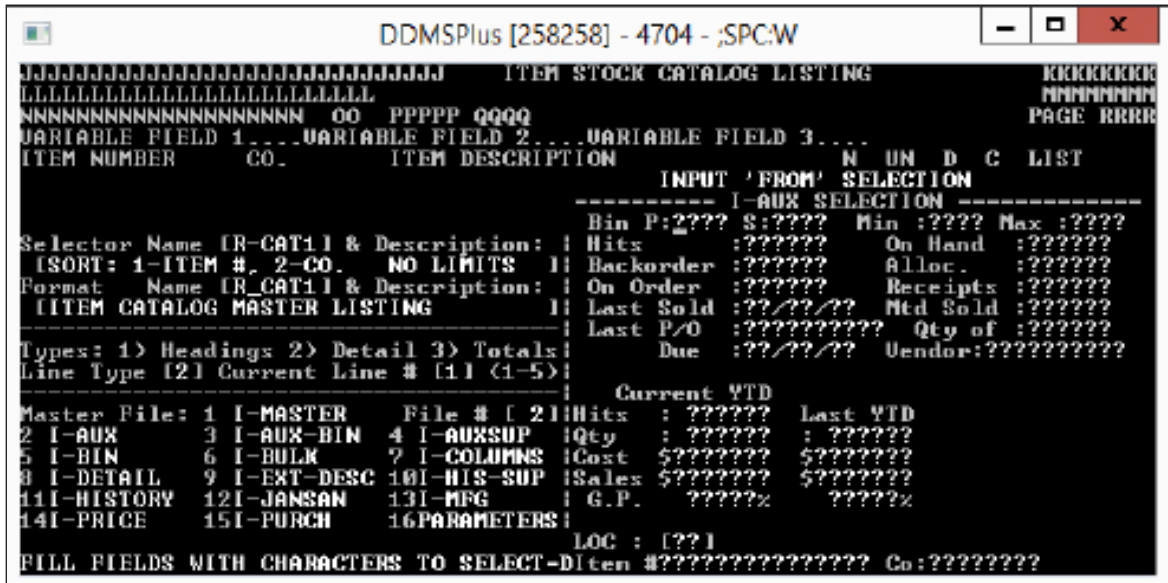 DDMSPlus [258258] - 4704 - ;SPC:W
JJJJJJJJJJJJJJJJJJJJJJJJJJJJJJ ITEM STOCK CATALOG LISTING KKKKKKKK
LLLLLLLLLLLLLLLLLLLLLLLLL MMMMMMMM
NNNNNNNNNNNNNNNNNNNN OO PPPPP QQQQ PAGE RRRR
VARIABLE FIELD 1....VARIABLE FIELD 2....VARIABLE FIELD 3....
ITEM NUMBER CO. ITEM DESCRIPTION N UN D C LIST
INPUT 'FROM' SELECTION
---------- I-AUX SELECTION -------------
Bin P:???? S:???? Min :???? Max :????
Selector Name [R-CAT1] & Description: | Hits :?????? On Hand :??????
[SORT: 1-ITEM #, 2-CO. NO LIMITS ]| Backorder :?????? Alloc. :??????
Format Name [R_CAT1] & Description: | On Order :?????? Receipts :??????
[ITEM CATALOG MASTER LISTING ]| Last Sold :??/??/?? Mtd Sold :??????
--------------------------------------| Last P/O :??????????? Qty of :??????
Types: 1) Headings 2) Detail 3) Totals| Due :??/??/?? Vendor:???????????
Line Type [2] Current Line # [1] (1-5)|
--------------------------------------| Current YTD
Master File: 1 I-MASTER File # [ 2]|Hits : ?????? Last YTD
2 I-AUX 3 I-AUX-BIN 4 I-AUXSUP |Qty : ?????? : ??????
5 I-BIN 6 I-BULK 7 I-COLUMNS |Cost $??????? $???????
8 I-DETAIL 9 I-EXT-DESC 10I-HIS-SUP |Sales $??????? $???????
11I-HISTORY 12I-JANSAN 13I-MFG | G.P. ?????% ?????%
14I-PRICE 15I-PURCH 16PARAMETERS|
LOC : [??]
FILL FIELDS WITH CHARACTERS TO SELECT-DItem #???????????????? Co:?????????